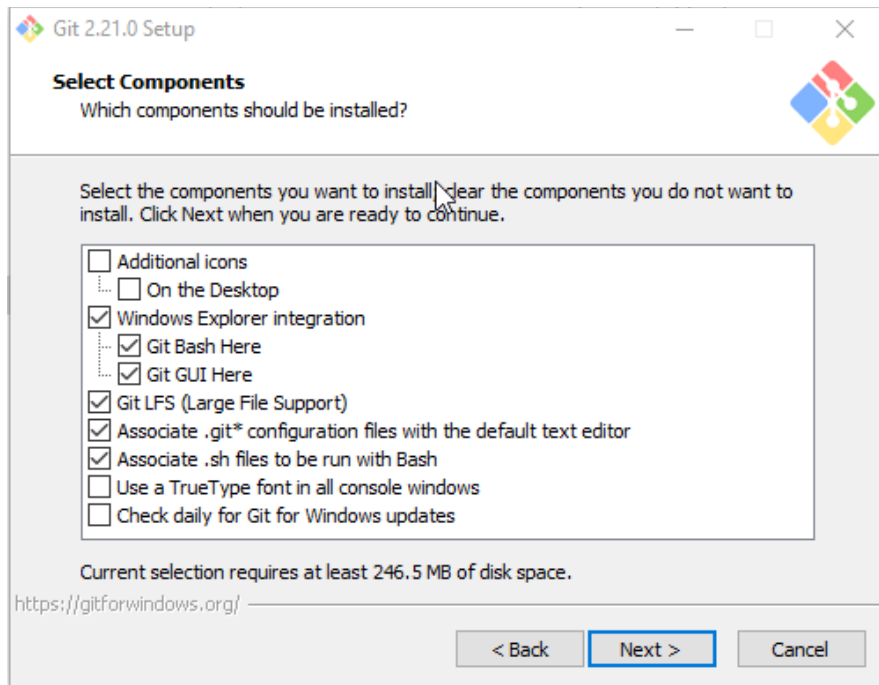 Git 2.21.0 Setup
Select Components
Which components should be installed?
Select the components you want to install; clear the components you do not want to
install. Click Next when you are ready to continue.
Additional icons
On the Desktop
Windows Explorer integration
Git Bash Here
Git GUI Here
Git LFS (Large File Support)
Associate .git* configuration files with the default text editor
Associate .sh files to be run with Bash
Use a TrueType font in all console windows
Check daily for Git for Windows updates
Current selection requires at least 246.5 MB of disk space.
https://gitforwindows.org/
< Back Next > Cancel